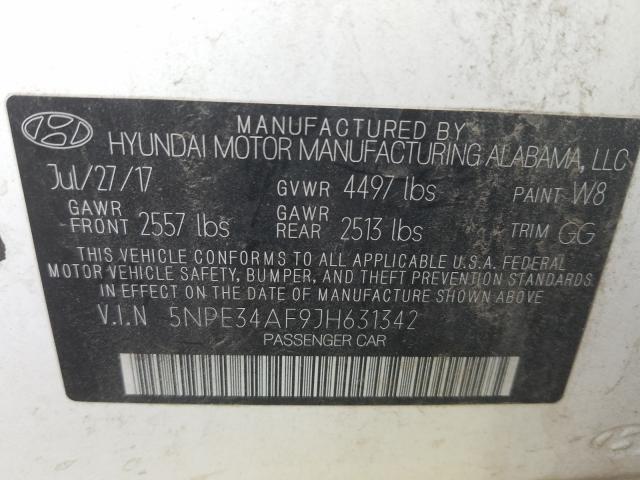 MANUFACTURED BY
HYUNDAI MOTOR MANUFACTURING ALABAMA, LLC
Jul/27/17 GVWR 4497 lbs PAINT W8
GAWR FRONT 2557 lbs GAWR REAR 2513 lbs TRIM GG
THIS VEHICLE CONFORMS TO ALL APPLICABLE U.S.A. FEDERAL
MOTOR VEHICLE SAFETY, BUMPER, AND THEFT PREVENTION STANDARDS
IN EFFECT ON THE DATE OF MANUFACTURE SHOWN ABOVE.
V.I.N 5NPE34AF9JH631342
PASSENGER CAR